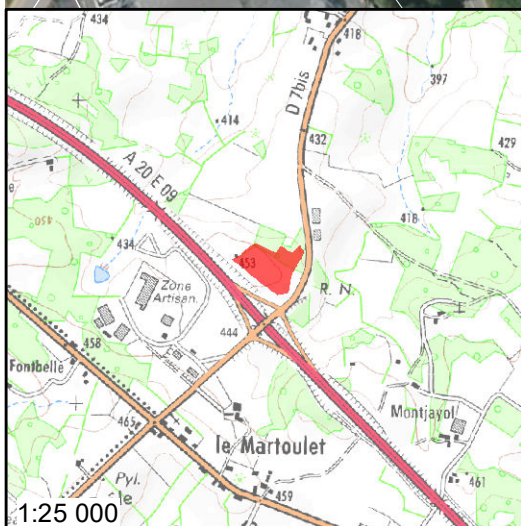 434
418
397
D 7bis
414
432
429
A 20 E 09
418
450
434
453
R. N.
Zone
Artisan.
444
458
Fontbelle
Montjayol
465
le Martoulet
Pyl.
461
459
1:25 000